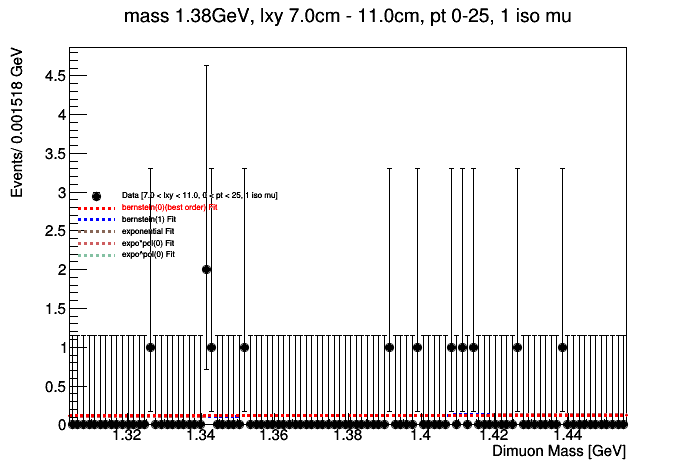 mass 1.38GeV, lxy 7.0cm - 11.0cm, pt 0-25, 1 iso mu
Events/ 0.001518 GeV
4.5
4
3.5
3
2.5
2
1.5
1
0.5
0
Data [7.0 < lxy < 11.0, 0 < pt < 25, 1 iso mu]
bernstein(0)(best order) Fit
bernstein(1) Fit
exponential Fit
expo*pol(0) Fit
expo^pol(0) Fit
1.32 1.34 1.36 1.38 1.4 1.42 1.44
Dimuon Mass [GeV]